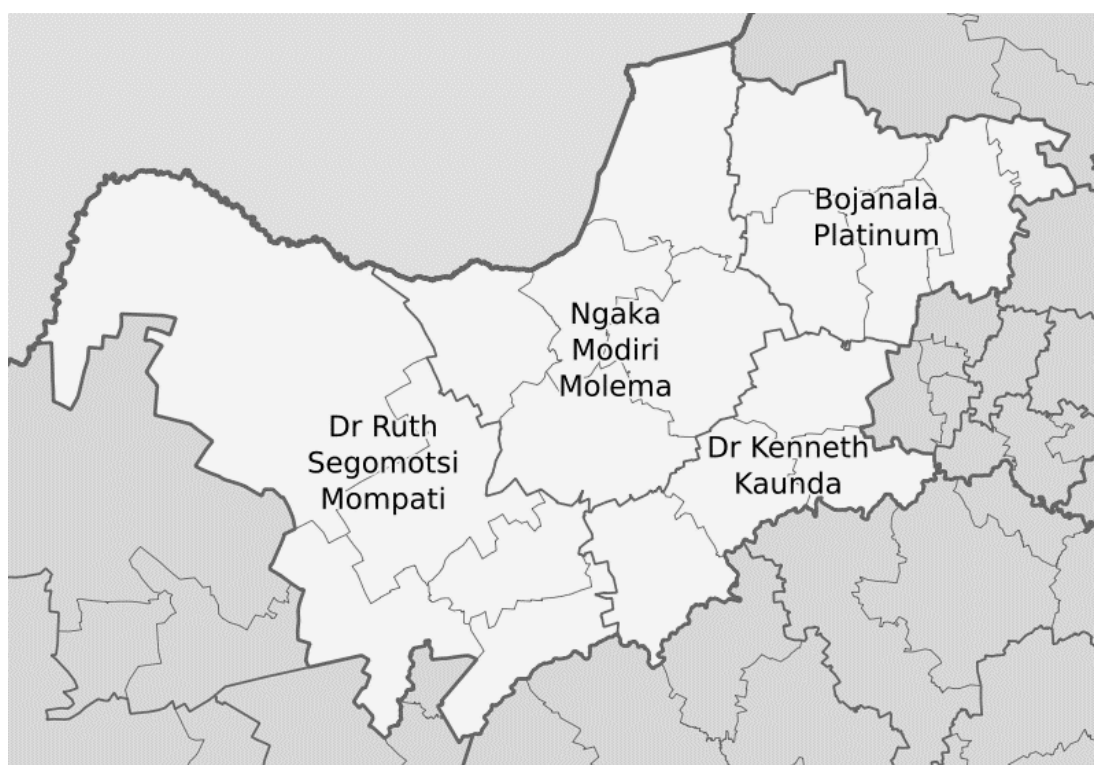 Bojanala
Platinum
Ngaka
Modiri
Molema
Dr Ruth
Segomotsi
Mompati
Dr Kenneth
Kaunda